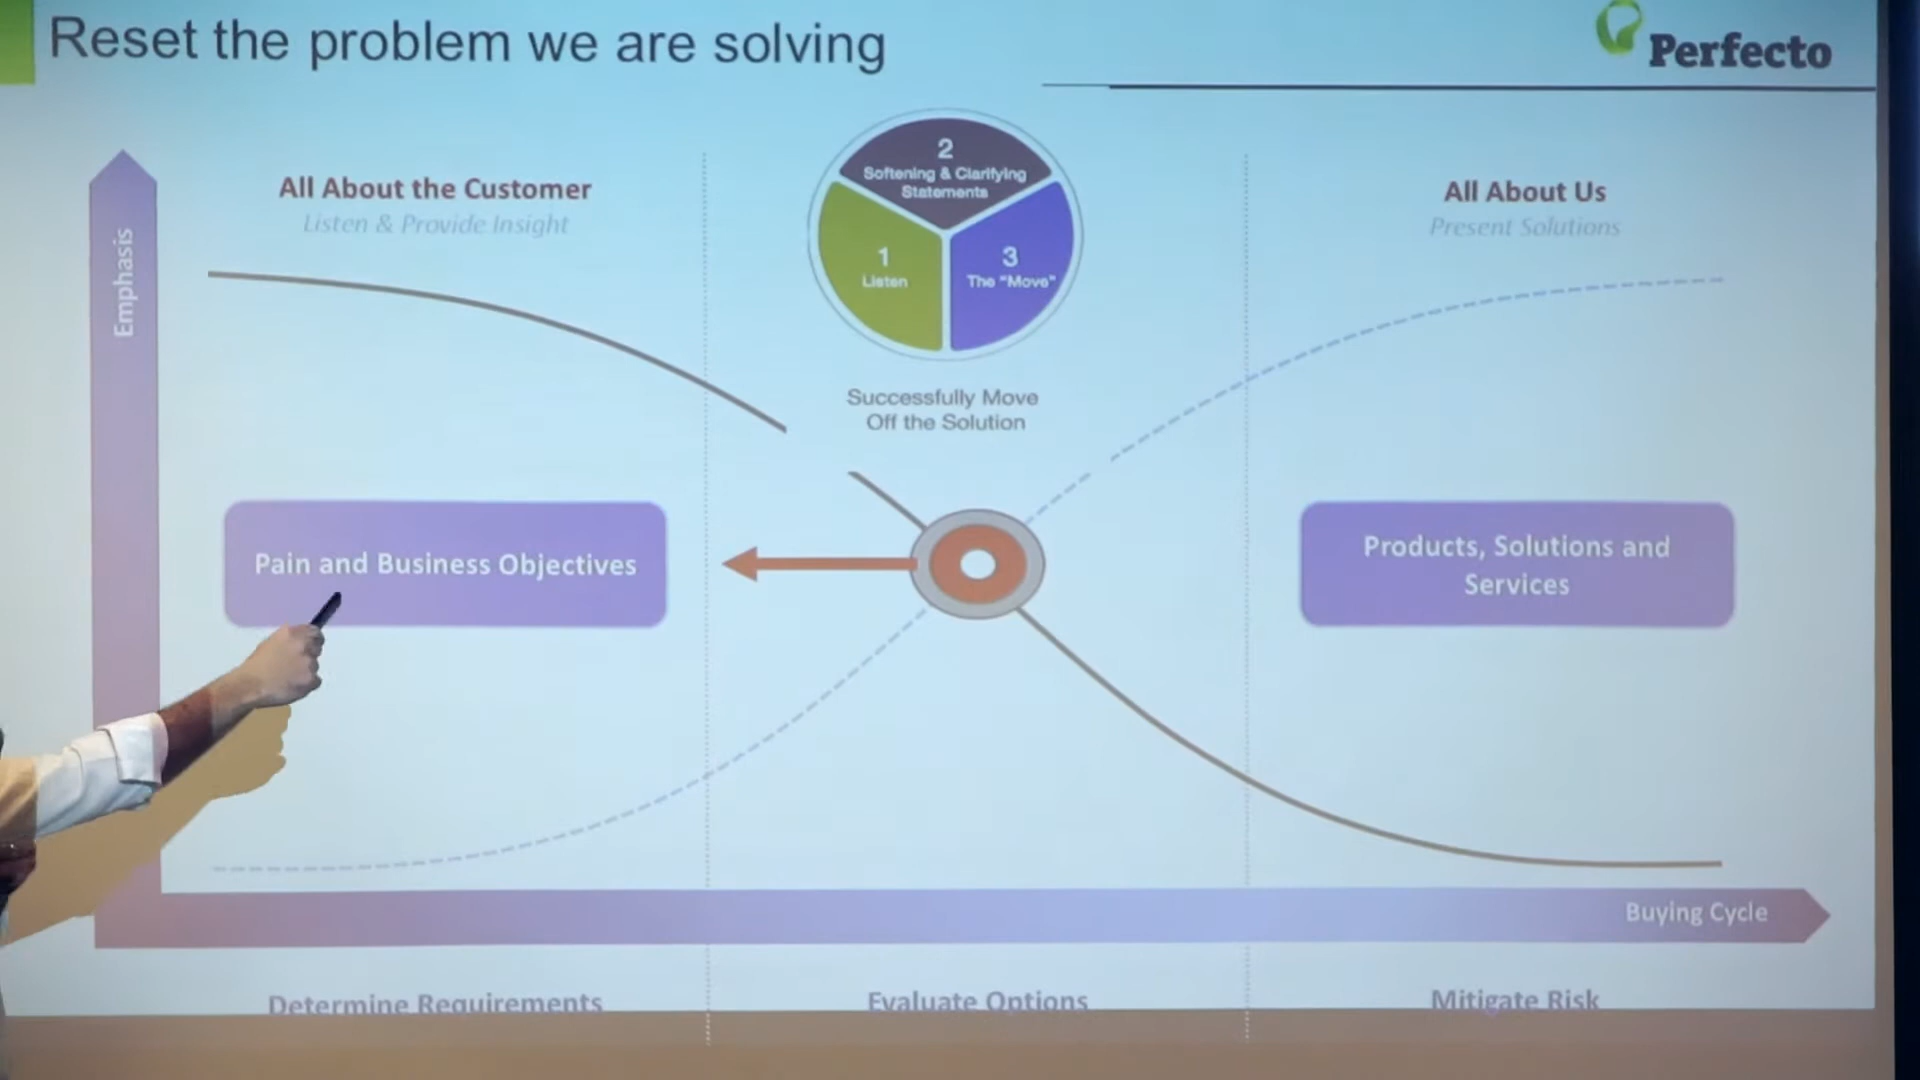 Reset the problem we are solving
Perfecto
Emphasis
All About the Customer
Listen & Provide Insight
2
Softening & Clarifying
Statements
1
Listen
3
The "Move"
Successfully Move
Off the Solution
All About Us
Present Solutions
Pain and Business Objectives
Products, Solutions and
Services
Buying Cycle
Determine Requirements
Evaluate Options
Mitigate Risk